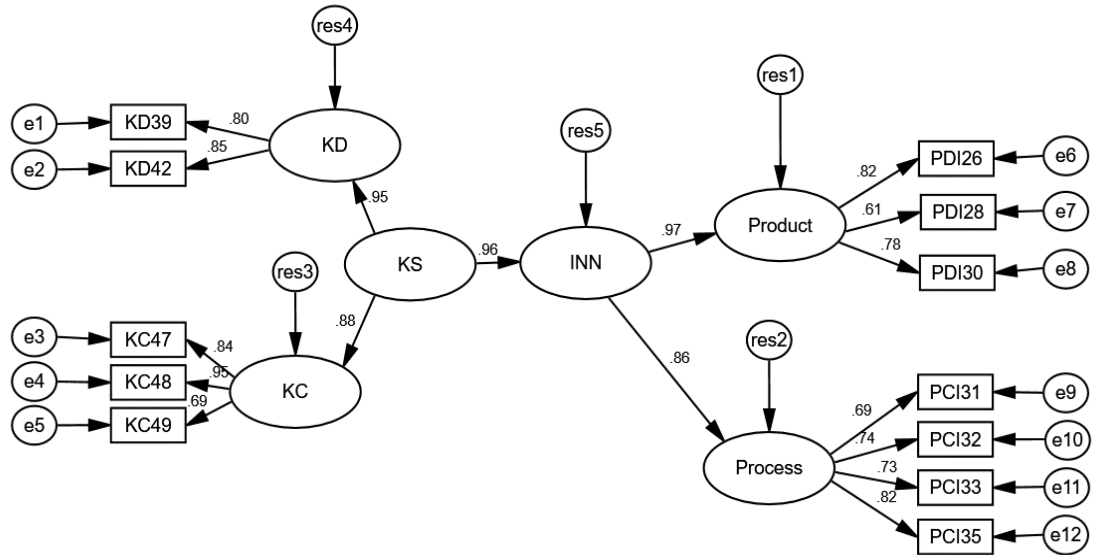 res4
e1
KD39
.80
KD
e2
KD42
.85
.95
res5
res1
PDI26
e6
.82
Product
.61
PDI28
e7
.97
.78
PDI30
e8
KS
.96
INN
res3
.88
e3
KC47
.84
e4
KC48
.95
KC
e5
KC49
.69
res2
.86
PCI31
e9
.69
Process
.74
PCI32
e10
.73
PCI33
e11
.82
PCI35
e12